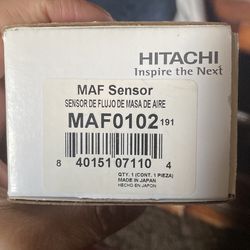 HITACHI
Inspire the Next
MAF Sensor
SENSOR DE FLUJO DE MASA DE AIRE
MAF0102 191
8 40151 07110 4
QTY. 1 (CONT. 1 PIEZA)
MADE IN JAPAN
HECHO EN JAPON